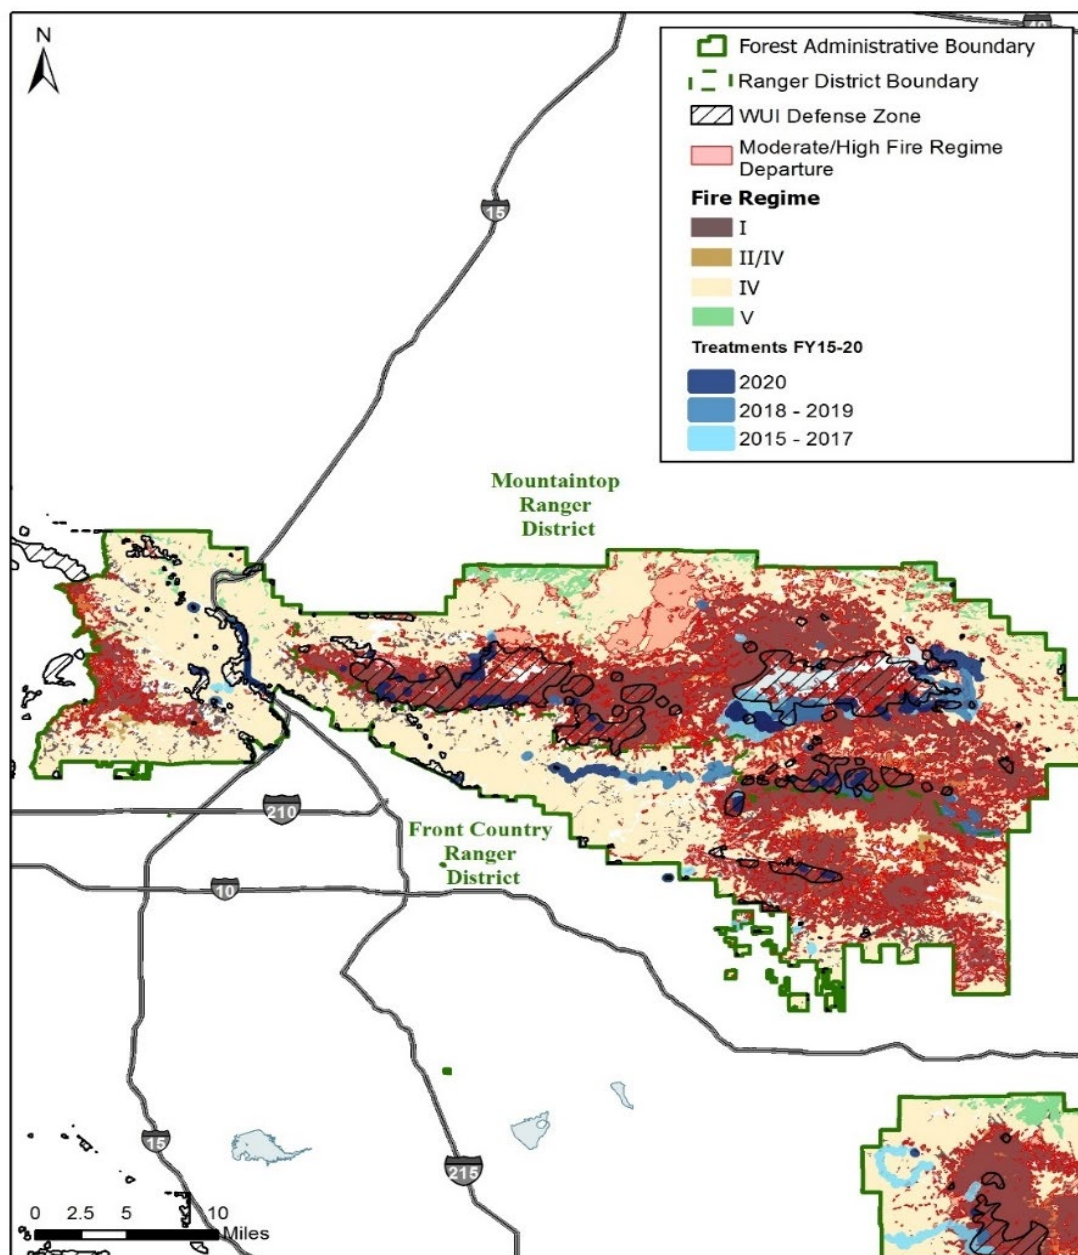 N
Forest Administrative Boundary
Ranger District Boundary
WUI Defense Zone
Moderate/High Fire Regime
Departure
Fire Regime
I
II/IV
IV
V
Treatments FY15-20
2020
2018 - 2019
2015 - 2017
15
Mountaintop
Ranger
District
210
Front Country
Ranger
District
10
15
215
0 2.5 5 10
Miles